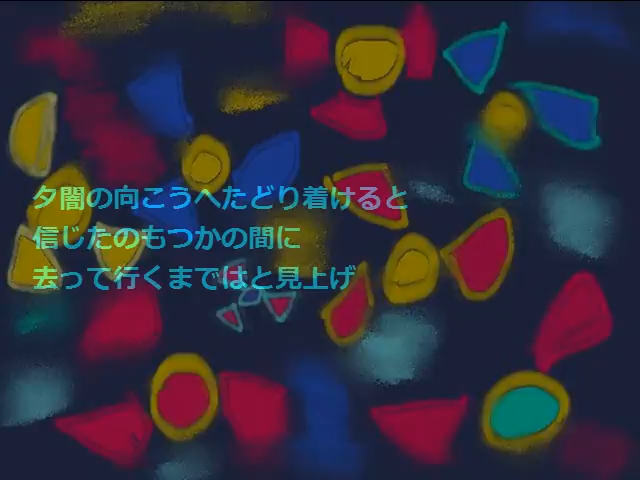 夕闇の向こうへたどり着けると
信じたのもつかの間に
去って行くまではと見上げ